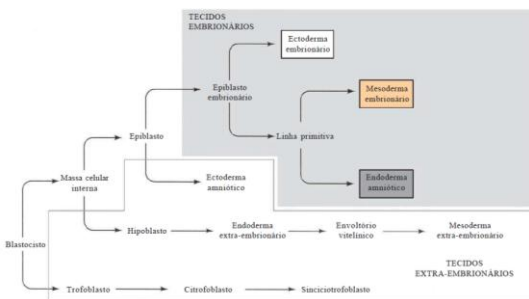 TECIDOS
EMBRIONÁRIOS
Ectoderma
embrionário
Epiblasto
embrionário
Mesoderma
embrionário
Linha primitiva
Epiblasto
Massa celular
interna
Ectoderma
amniótico
Endoderma
amniótico
Hipoblasto
Endoderma
extra-embrionário
Envoltório
vitelínico
Mesoderma
extra-embrionário
Blastocisto
TECIDOS
EXTRA-EMBRIONÁRIOS
Trofoblasto
Citrofoblasto
Sinciciotrofoblasto